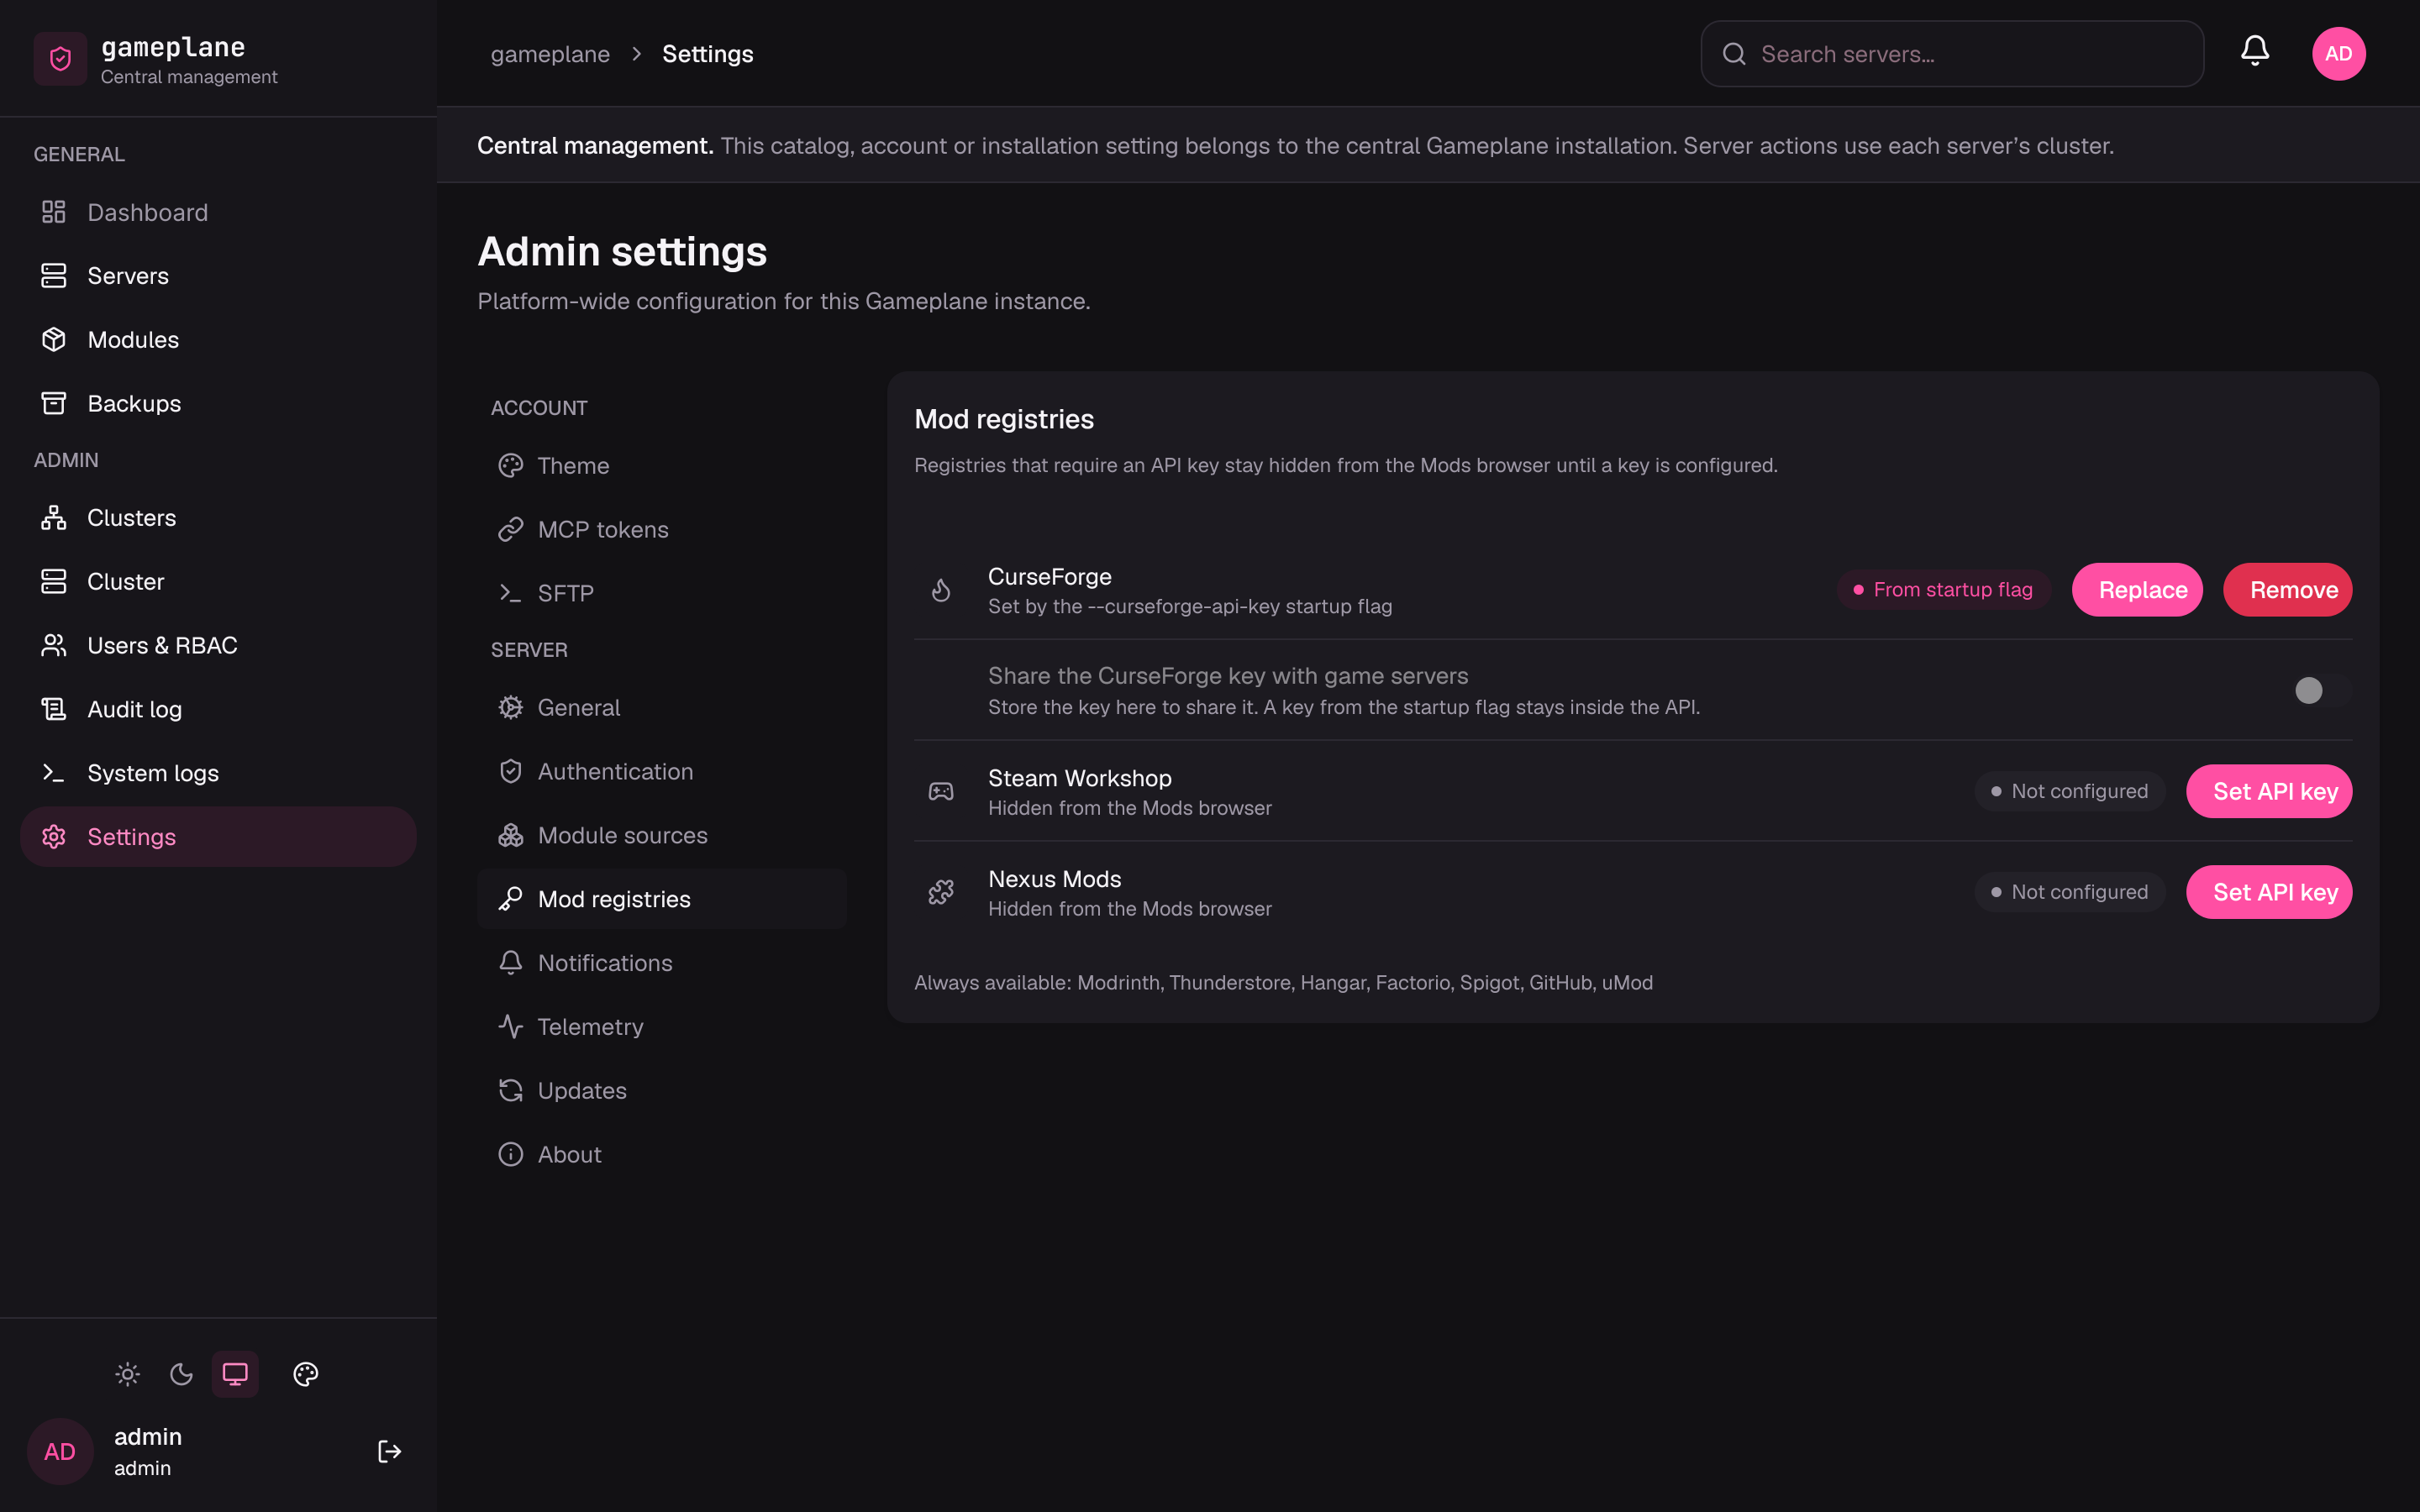 gameplane
Central management
GENERAL
Dashboard
Servers
Modules
Backups
ADMIN
Clusters
Cluster
Users & RBAC
Audit log
System logs
Settings
AD
admin
admin
gameplane > Settings
Search servers...
AD
Central management. This catalog, account or installation setting belongs to the central Gameplane installation. Server actions use each server’s cluster.
Admin settings
Platform-wide configuration for this Gameplane instance.
ACCOUNT
Theme
MCP tokens
SFTP
SERVER
General
Authentication
Module sources
Mod registries
Notifications
Telemetry
Updates
About
Mod registries
Registries that require an API key stay hidden from the Mods browser until a key is configured.
CurseForge
Set by the --curseforge-api-key startup flag
From startup flag
Replace
Remove
Share the CurseForge key with game servers
Store the key here to share it. A key from the startup flag stays inside the API.
Steam Workshop
Hidden from the Mods browser
Not configured
Set API key
Nexus Mods
Hidden from the Mods browser
Not configured
Set API key
Always available: Modrinth, Thunderstore, Hangar, Factorio, Spigot, GitHub, uMod